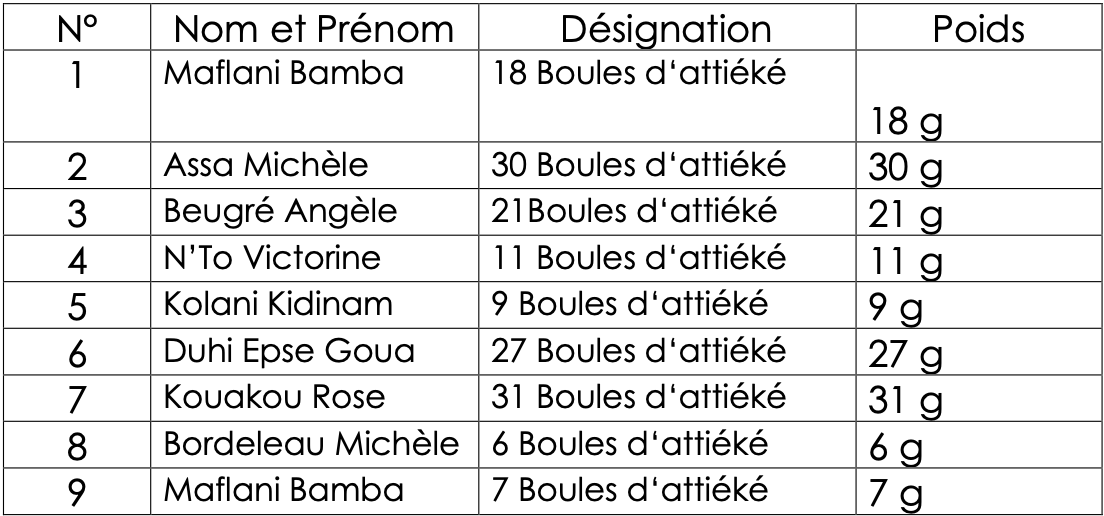 N° Nom et Prénom Désignation Poids
1 Maflani Bamba 18 Boules d‘attiéké 18 g
2 Assa Michèle 30 Boules d‘attiéké 30 g
3 Beugré Angèle 21Boules d‘attiéké 21 g
4 N’To Victorine 11 Boules d‘attiéké 11 g
5 Kolani Kidinam 9 Boules d‘attiéké 9 g
6 Duhi Epse Goua 27 Boules d‘attiéké 27 g
7 Kouakou Rose 31 Boules d‘attiéké 31 g
8 Bordeleau Michèle 6 Boules d‘attiéké 6 g
9 Maflani Bamba 7 Boules d‘attiéké 7 g